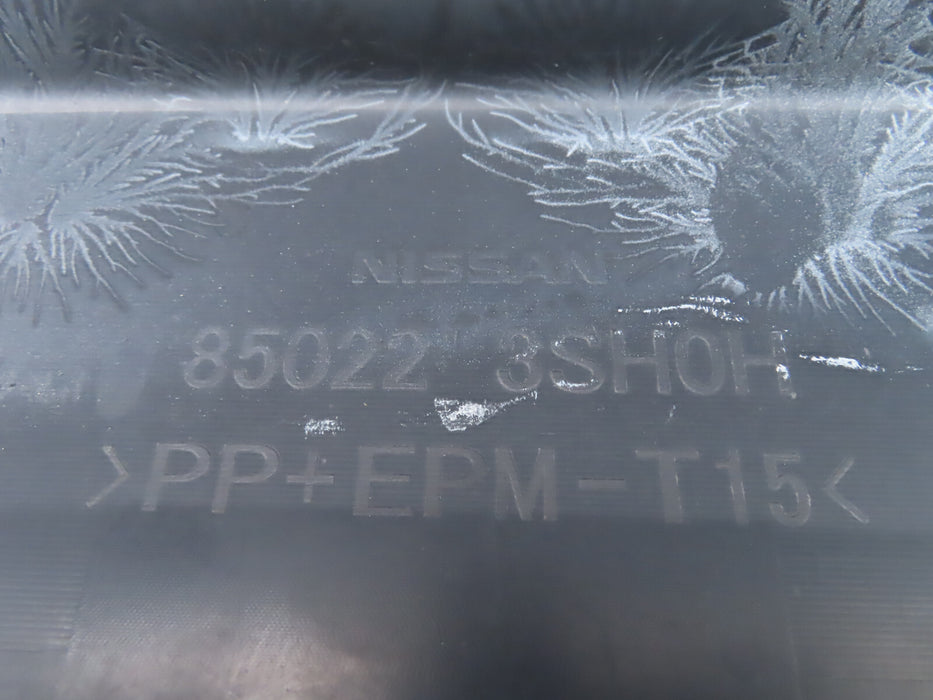 NISSAN
85022 3SH0H
>PP+EPM-T15<